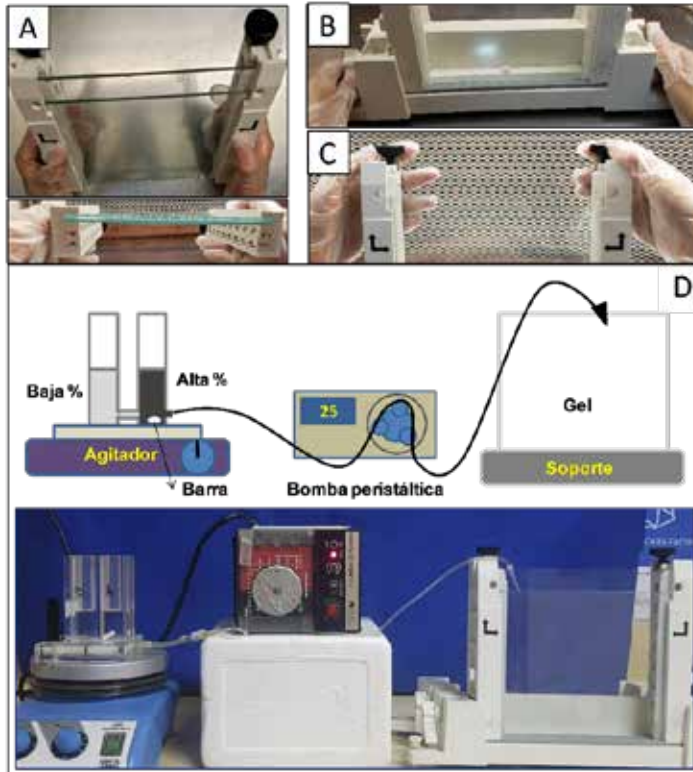 A
B
C
D
Baja %
Alta %
25
Gel
Agitador
Soporte
Barra
Bomba peristáltica